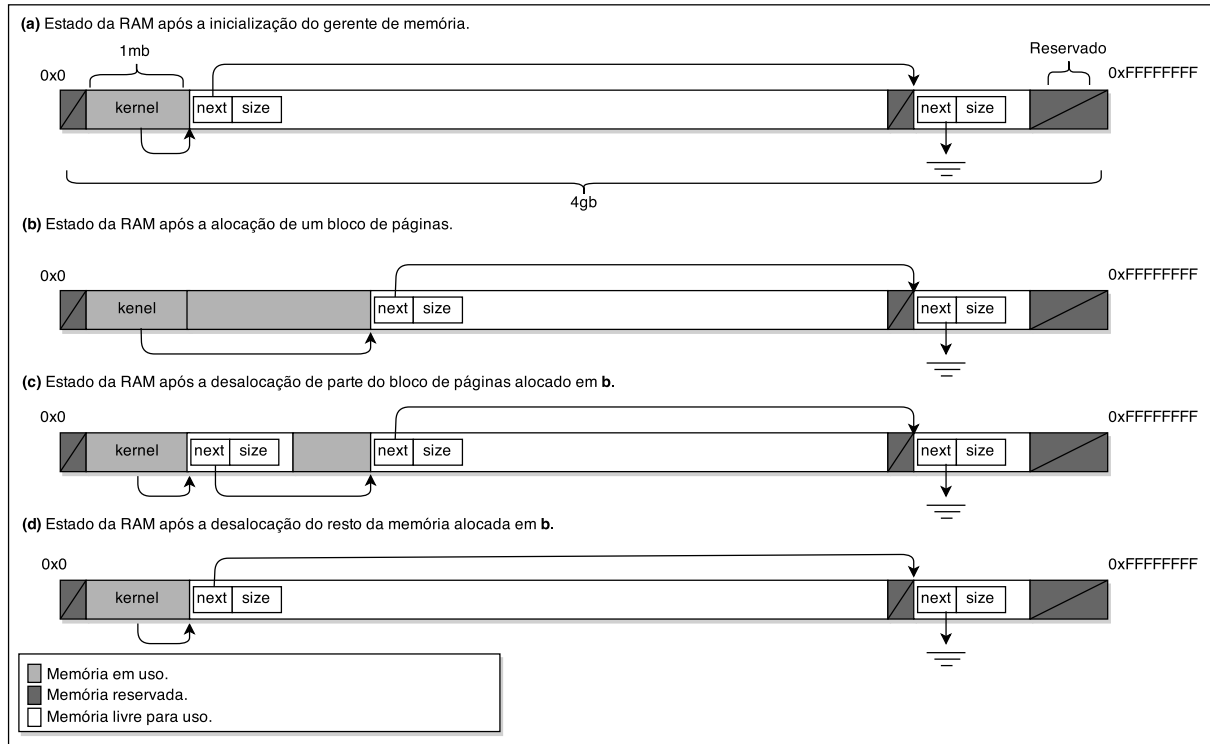 (a) Estado da RAM após a inicialização do gerente de memória.
1mb
Reservado
0x0
0xFFFFFFFF
kernel
next size
next size
4gb
(b) Estado da RAM após a alocação de um bloco de páginas.
0x0
0xFFFFFFFF
kenel
next size
next size
(c) Estado da RAM após a desalocação de parte do bloco de páginas alocado em b.
0x0
0xFFFFFFFF
kernel
next size
next size
next size
(d) Estado da RAM após a desalocação do resto da memória alocada em b.
0x0
0xFFFFFFFF
kernel
next size
next size
Memória em uso.
Memória reservada.
Memória livre para uso.